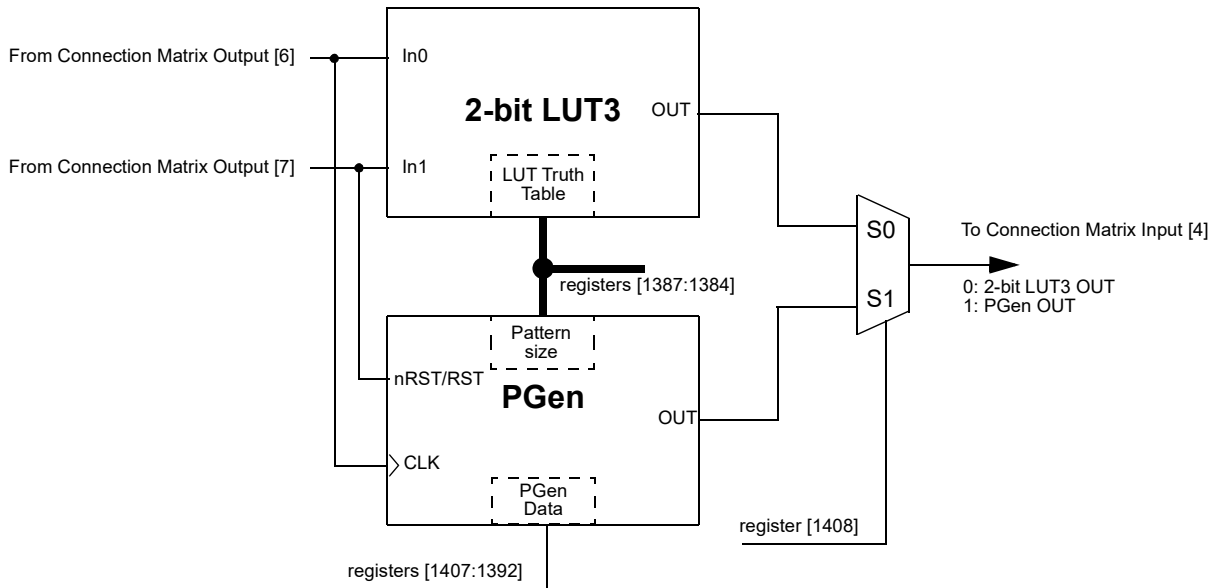 From Connection Matrix Output [6]
In0
2-bit LUT3
OUT
From Connection Matrix Output [7]
In1
LUT Truth
Table
S0
To Connection Matrix Input [4]
0: 2-bit LUT3 OUT
1: PGen OUT
registers [1387:1384]
S1
Pattern
size
nRST/RST
PGen
OUT
CLK
PGen
Data
register [1408]
registers [1407:1392]